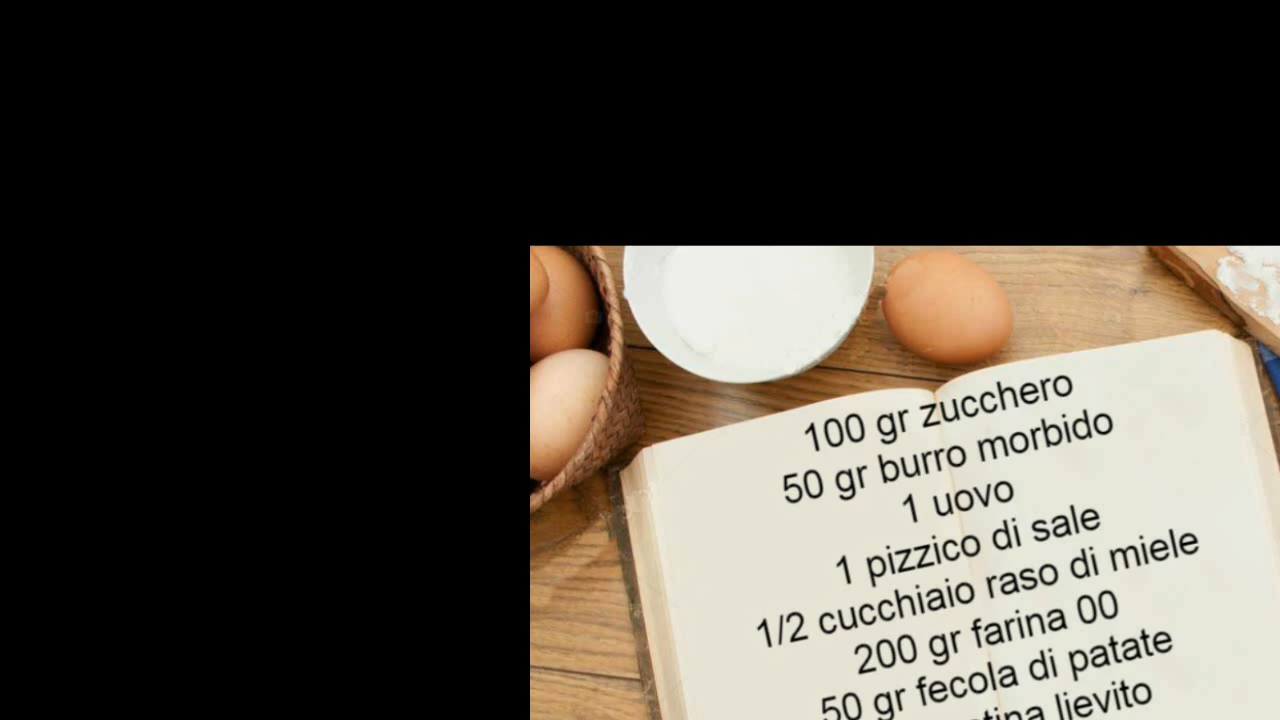 100 gr zucchero
50 gr burro morbido
1 uovo
1 pizzico di sale
1/2 cucchiaio raso di miele
200 gr farina 00
50 gr fecola di patate
lievito